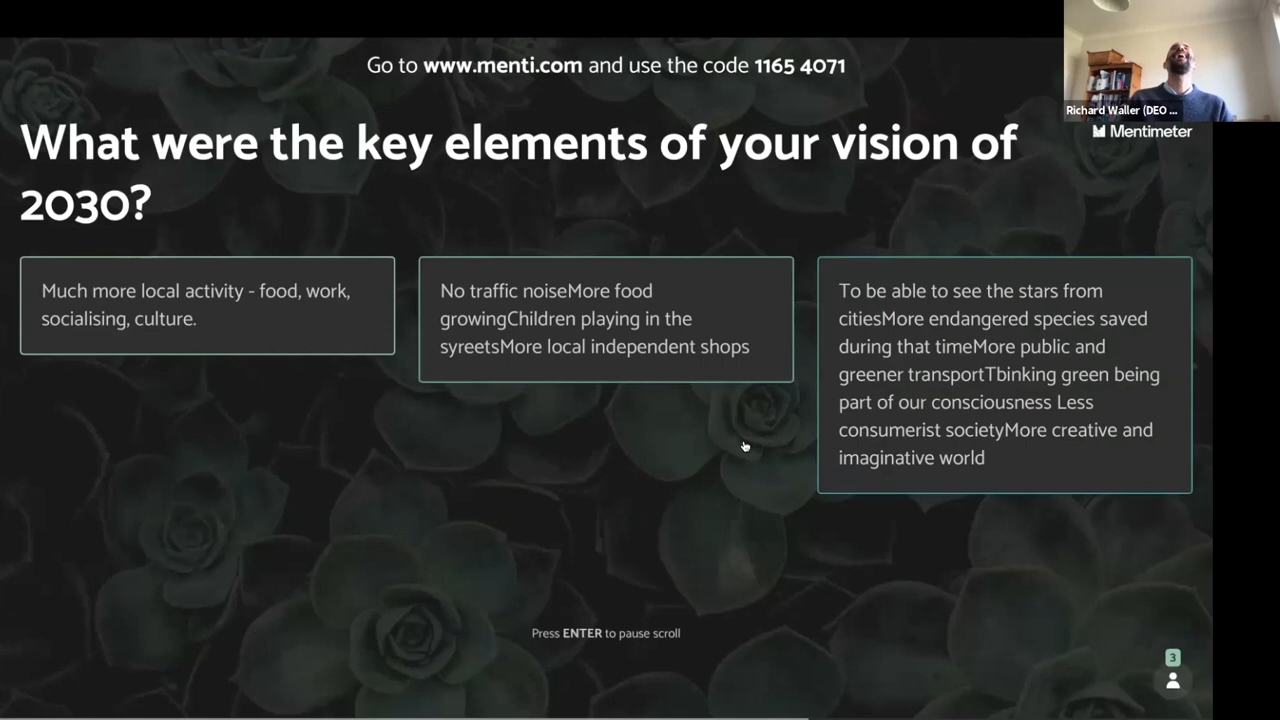 Go to www.menti.com and use the code 1165 4071
Richard Waller (DEO ...
Mentimeter
What were the key elements of your vision of
2030?
Much more local activity - food, work,
socialising, culture.
No traffic noiseMore food
growingChildren playing in the
syreetsMore local independent shops
To be able to see the stars from
citiesMore endangered species saved
during that timeMore public and
greener transportTbinking green being
part of our consciousness Less
consumerist societyMore creative and
imaginative world
Press ENTER to pause scroll
3